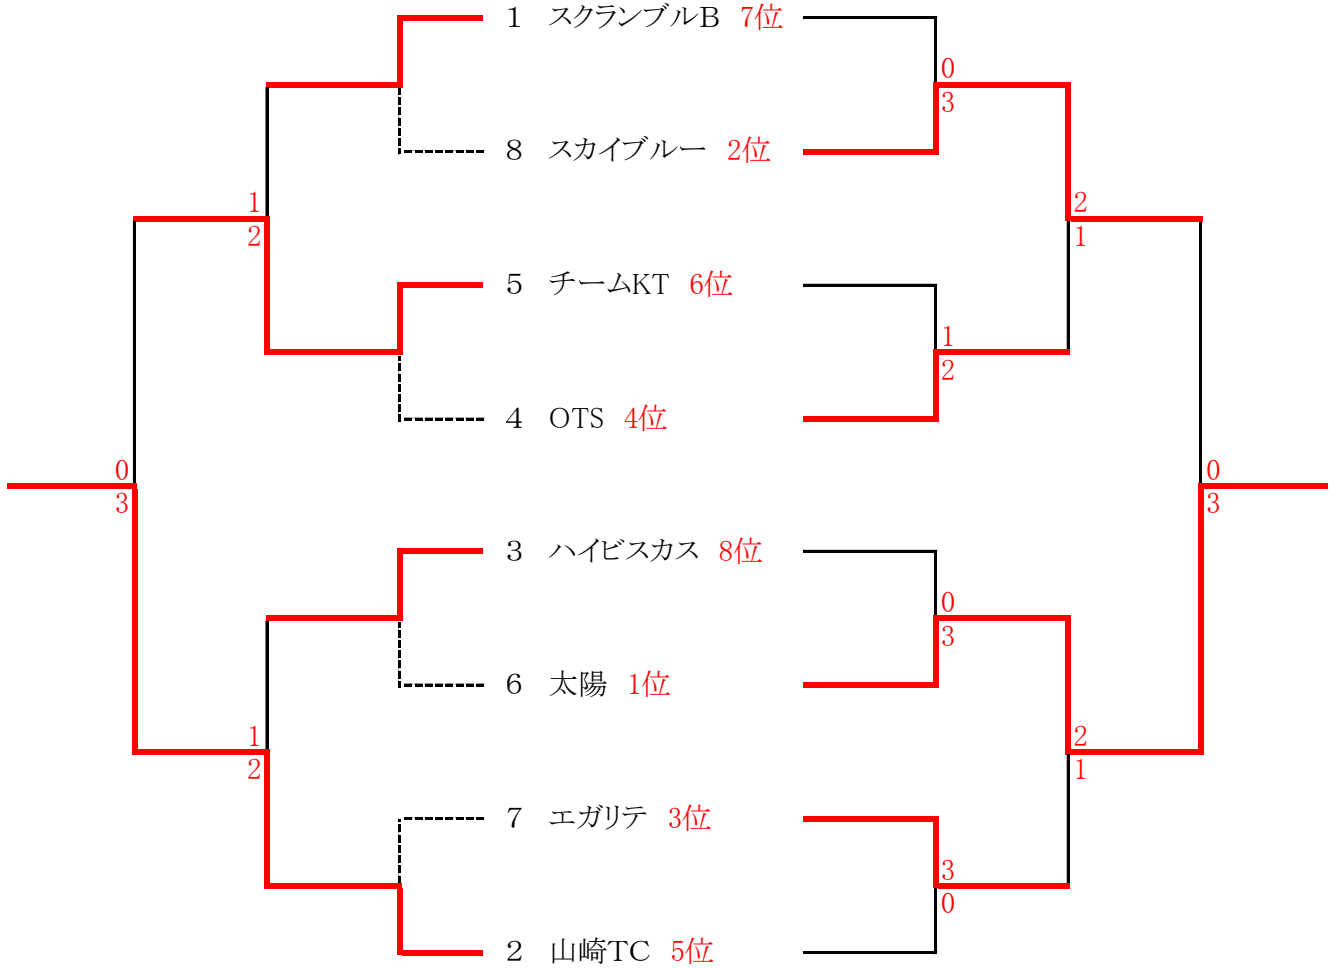 １ スクランブルB 7位
0
3
８ スカイブルー 2位
1
2
2
1
５ チームKT 6位
1
2
４ OTS 4位
0
3
0
3
３ ハイビスカス 8位
0
3
６ 太陽 1位
1
2
2
1
７ エガリテ 3位
3
0
２ 山崎TC 5位